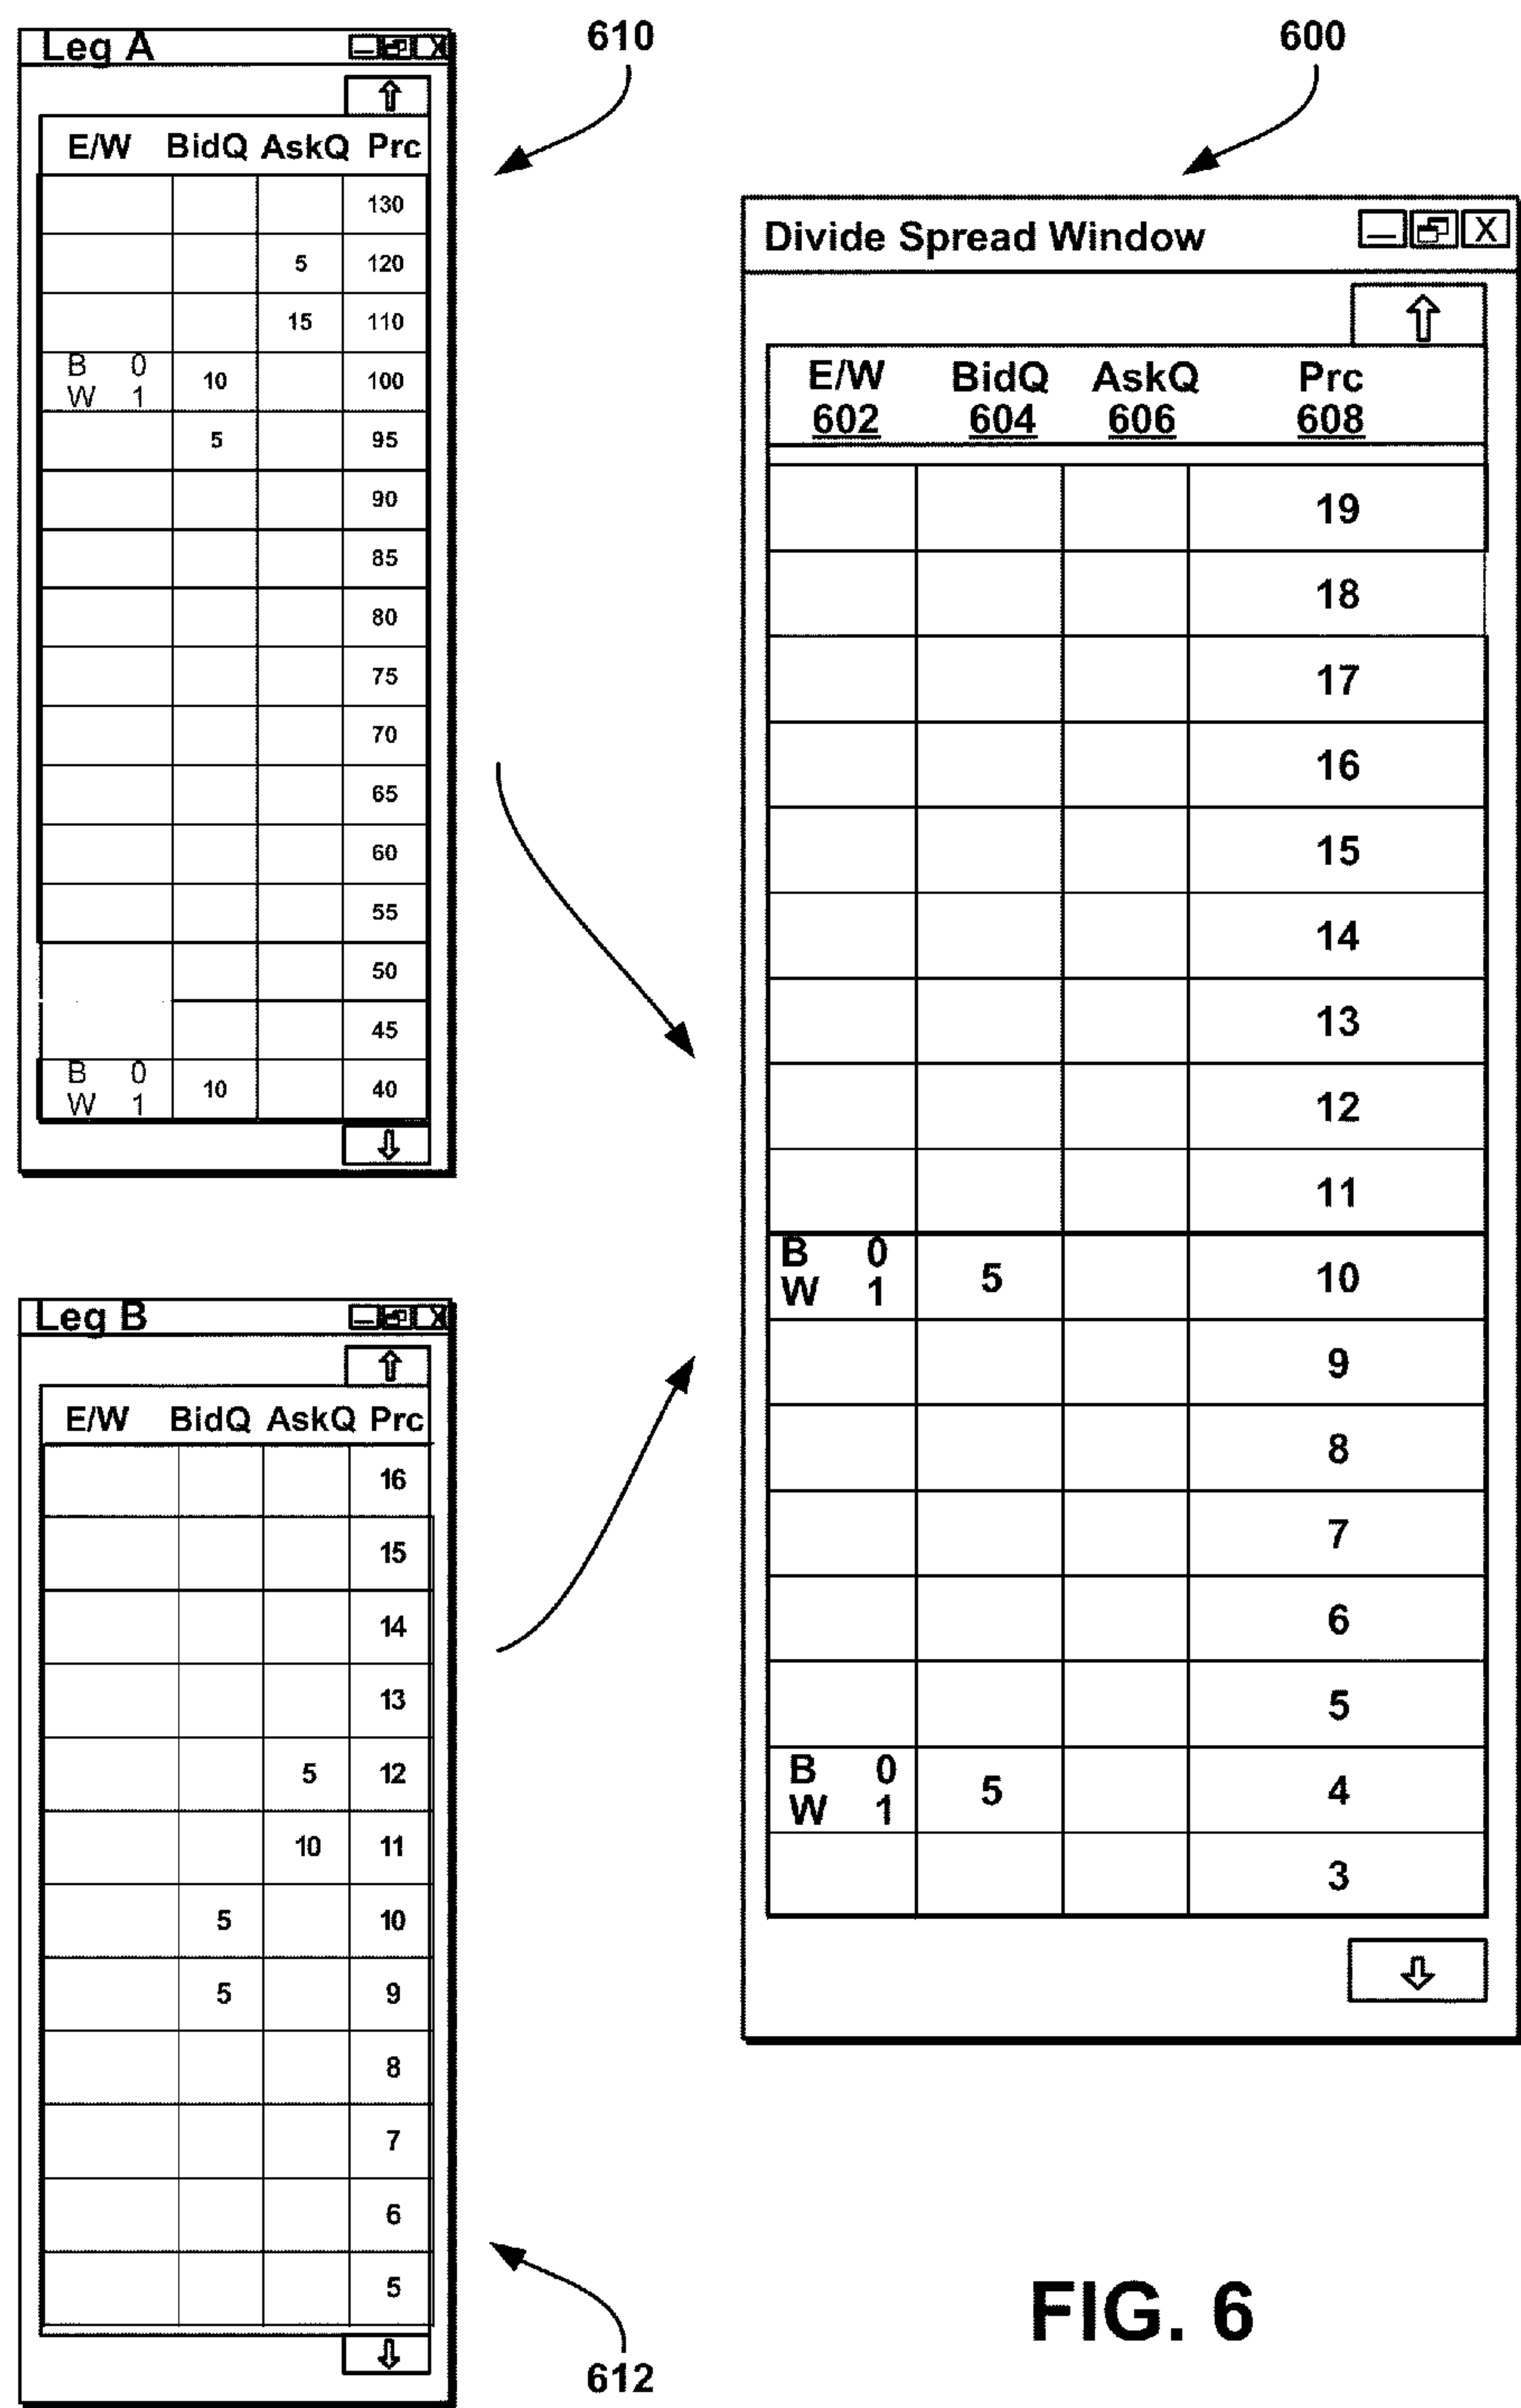 610
600
Leg A
X
E/W BidQ AskQ Prc
130
5 120
15 110
B 0
W 1
10 100
5 95
90
85
80
75
70
65
60
55
50
45
B 0
W 1
10 40
Divide Spread Window
X
E/W BidQ AskQ Prc
602 604 606 608
19
18
17
16
15
14
13
12
11
B 0
W 1
5 10
9
8
7
6
5
B 0
W 1
5 4
3
Leg B
X
E/W BidQ AskQ Prc
16
15
14
13
5 12
10 11
5 10
5 9
8
7
6
5
612
FIG. 6